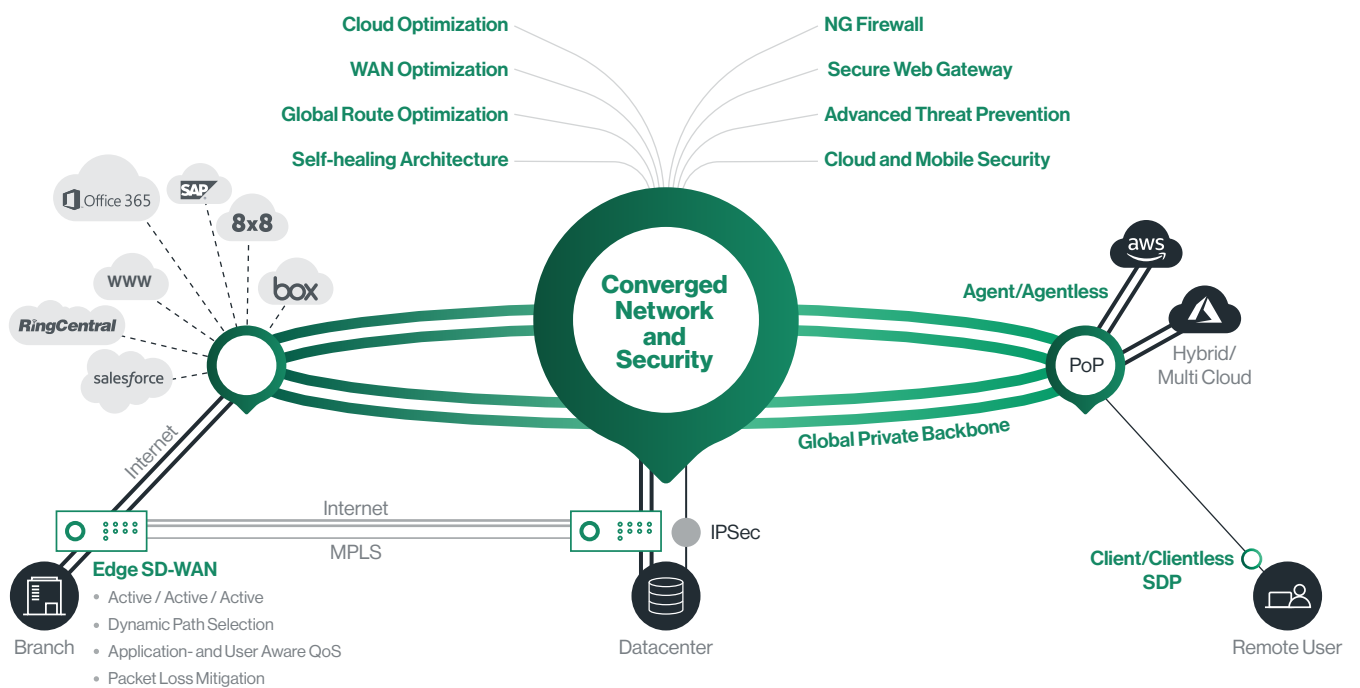 Cloud Optimization
WAN Optimization
Global Route Optimization
Self-healing Architecture
NG Firewall
Secure Web Gateway
Advanced Threat Prevention
Cloud and Mobile Security
Office 365
SAP
8x8
www
box
RingCentral
salesforce
Converged
Network
and
Security
aws
Agent/Agentless
PoP
Hybrid/
Multi Cloud
Global Private Backbone
Internet
Internet
MPLS
IPSec
Edge SD-WAN
• Active / Active / Active
• Dynamic Path Selection
• Application- and User Aware QoS
• Packet Loss Mitigation
Branch
Datacenter
Client/Clientless
SDP
Remote User